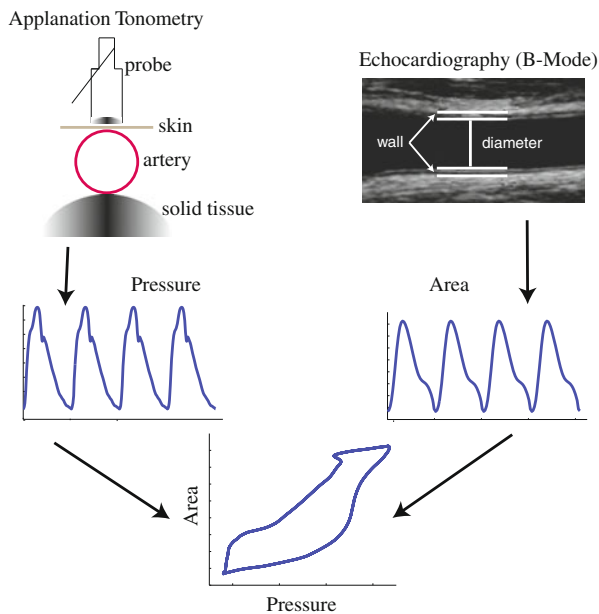 Applanation Tonometry
probe
skin
artery
solid tissue
Echocardiography (B-Mode)
wall
diameter
Pressure
Area
Area
Pressure